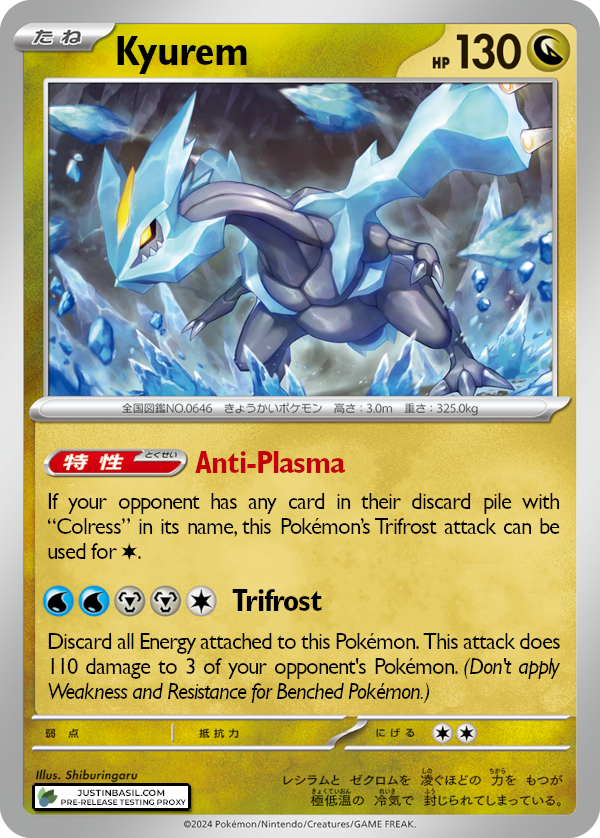 たね Kyurem HP 130
全国図鑑NO.0646 きょうかいポケモン 高さ:3.0m 重さ:325.0kg
特性 とくせい Anti-Plasma
If your opponent has any card in their discard pile with
“Colress” in its name, this Pokémon’s Trifrost attack can be
used for .
Trifrost
Discard all Energy attached to this Pokémon. This attack does
110 damage to 3 of your opponent's Pokémon. (Don't apply
Weakness and Resistance for Benched Pokémon.)
弱点 抵抗力 にげる
Illus. Shiburingaru
JUSTINBASIL.COM
PRE-RELEASE TESTING PROXY
レシラムと ゼクロムを 凌ぐほどの 力を もつが
極低温の 冷気で 封じられてしまっている。
©2024 Pokémon/Nintendo/Creatures/GAME FREAK.